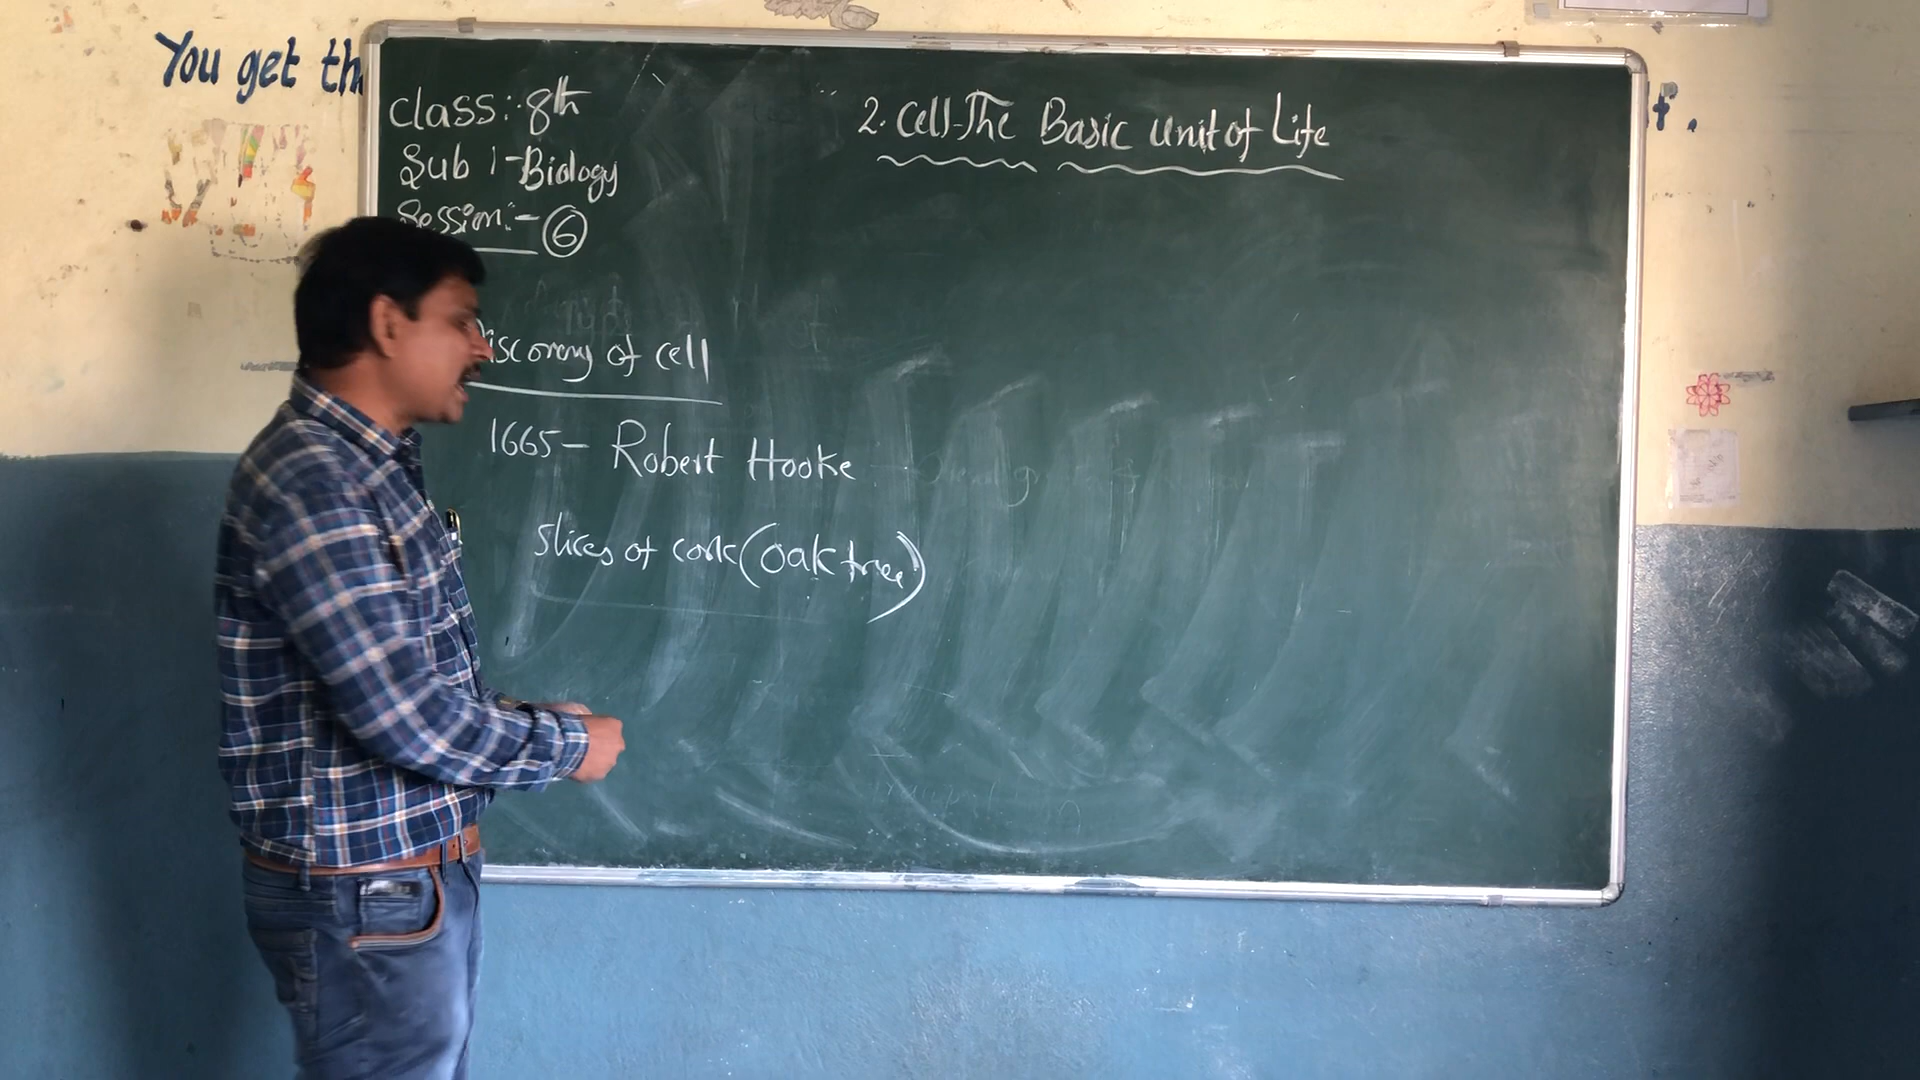 You get th
t.
Class:- 8th
Sub :- Biology
Session:- 6
2. Cell-The Basic Unit of Life
Discovery of cell
1665- Robert Hooke
Slices of cork (oak tree)